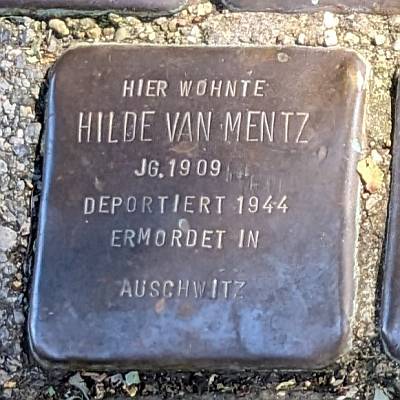 HIER WOHNTE
HILDE VAN MENTZ
JG. 1909
DEPORTIERT 1944
ERMORDET IN
AUSCHWITZ